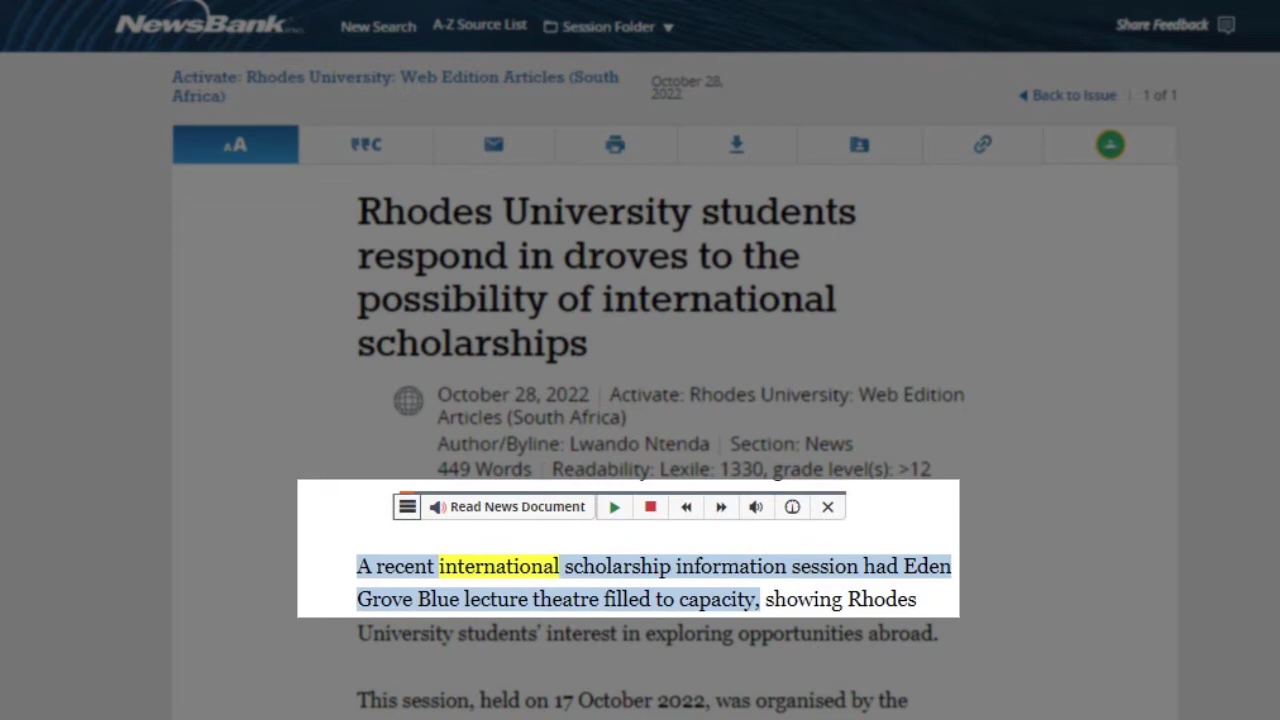 NewsBank INC. New Search A-Z Source List Session Folder Share Feedback
Activate: Rhodes University: Web Edition Articles (South
Africa)
October 28,
2022
Back to Issue 1 of 1
AA
Rhodes University students
respond in droves to the
possibility of international
scholarships
October 28, 2022 | Activate: Rhodes University: Web Edition
Articles (South Africa)
Author/Byline: Lwando Ntenda | Section: News
449 Words | Readability: Lexile: 1330, grade level(s): >12
Read News Document
A recent international scholarship information session had Eden
Grove Blue lecture theatre filled to capacity, showing Rhodes
University students' interest in exploring opportunities abroad.
This session, held on 17 October 2022, was organised by the